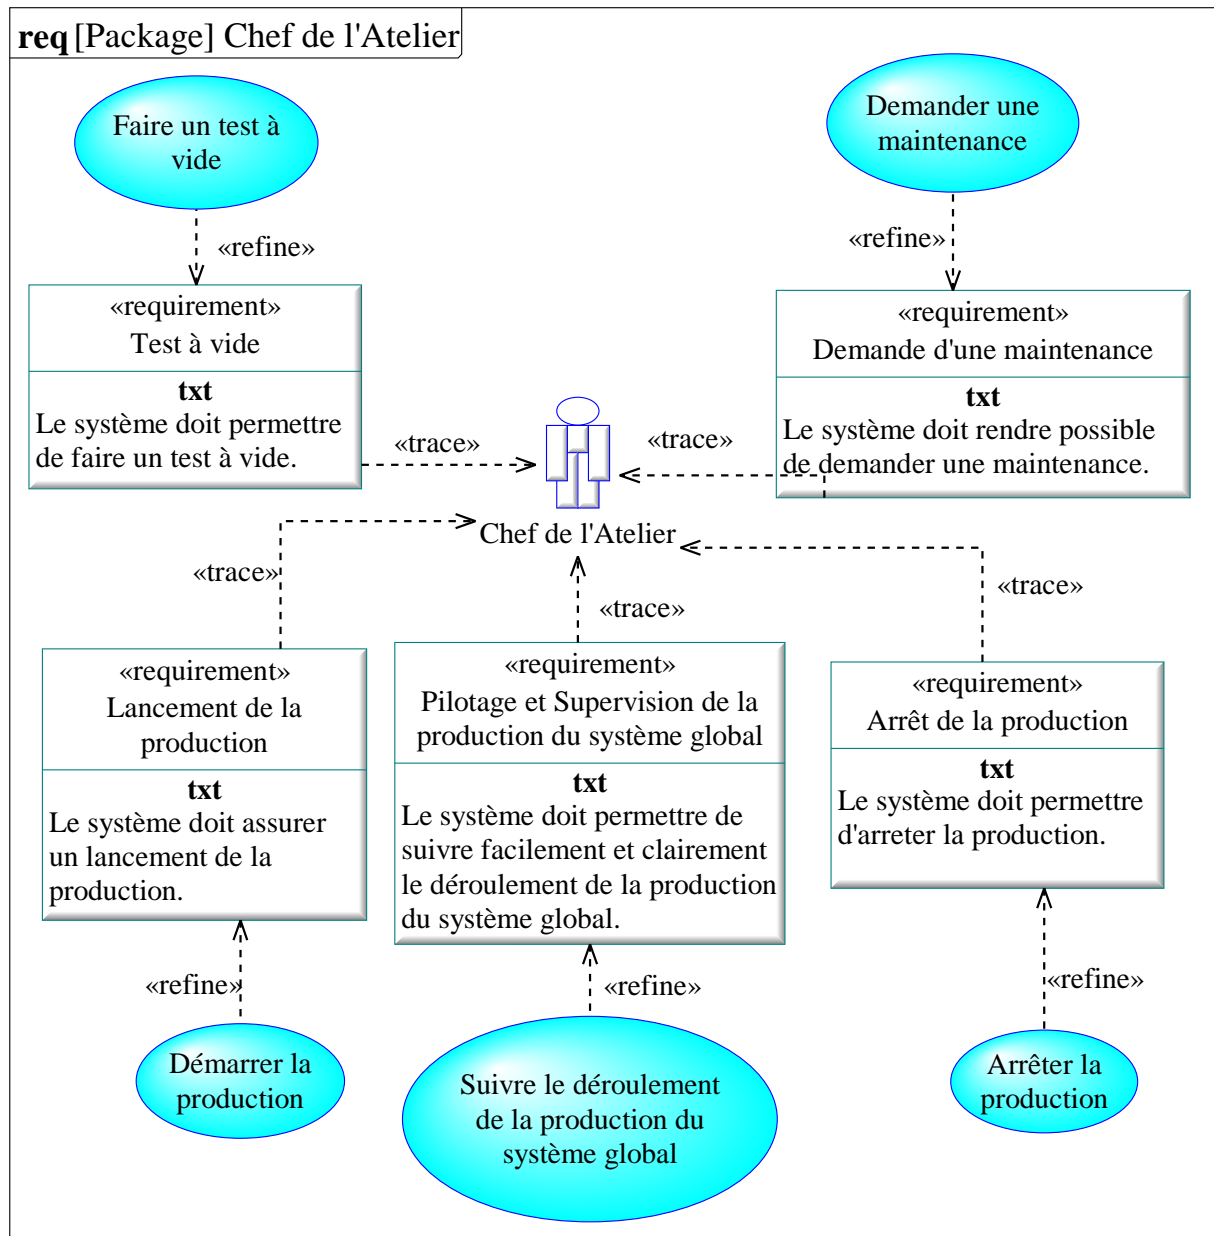 req [Package] Chef de l'Atelier
Faire un test à
vide
Demander une
maintenance
«refine»
«refine»
«requirement»
Test à vide
txt
Le système doit permettre
de faire un test à vide.
«requirement»
Demande d'une maintenance
txt
Le système doit rendre possible
de demander une maintenance.
«trace»
«trace»
Chef de l'Atelier
«trace»
«trace»
«trace»
«requirement»
Lancement de la
production
txt
Le système doit assurer
un lancement de la
production.
«requirement»
Pilotage et Supervision de la
production du système global
txt
Le système doit permettre de
suivre facilement et clairement
le déroulement de la production
du système global.
«requirement»
Arrêt de la production
txt
Le système doit permettre
d'arreter la production.
«refine»
«refine»
«refine»
Démarrer la
production
Suivre le déroulement
de la production du
système global
Arrêter la
production